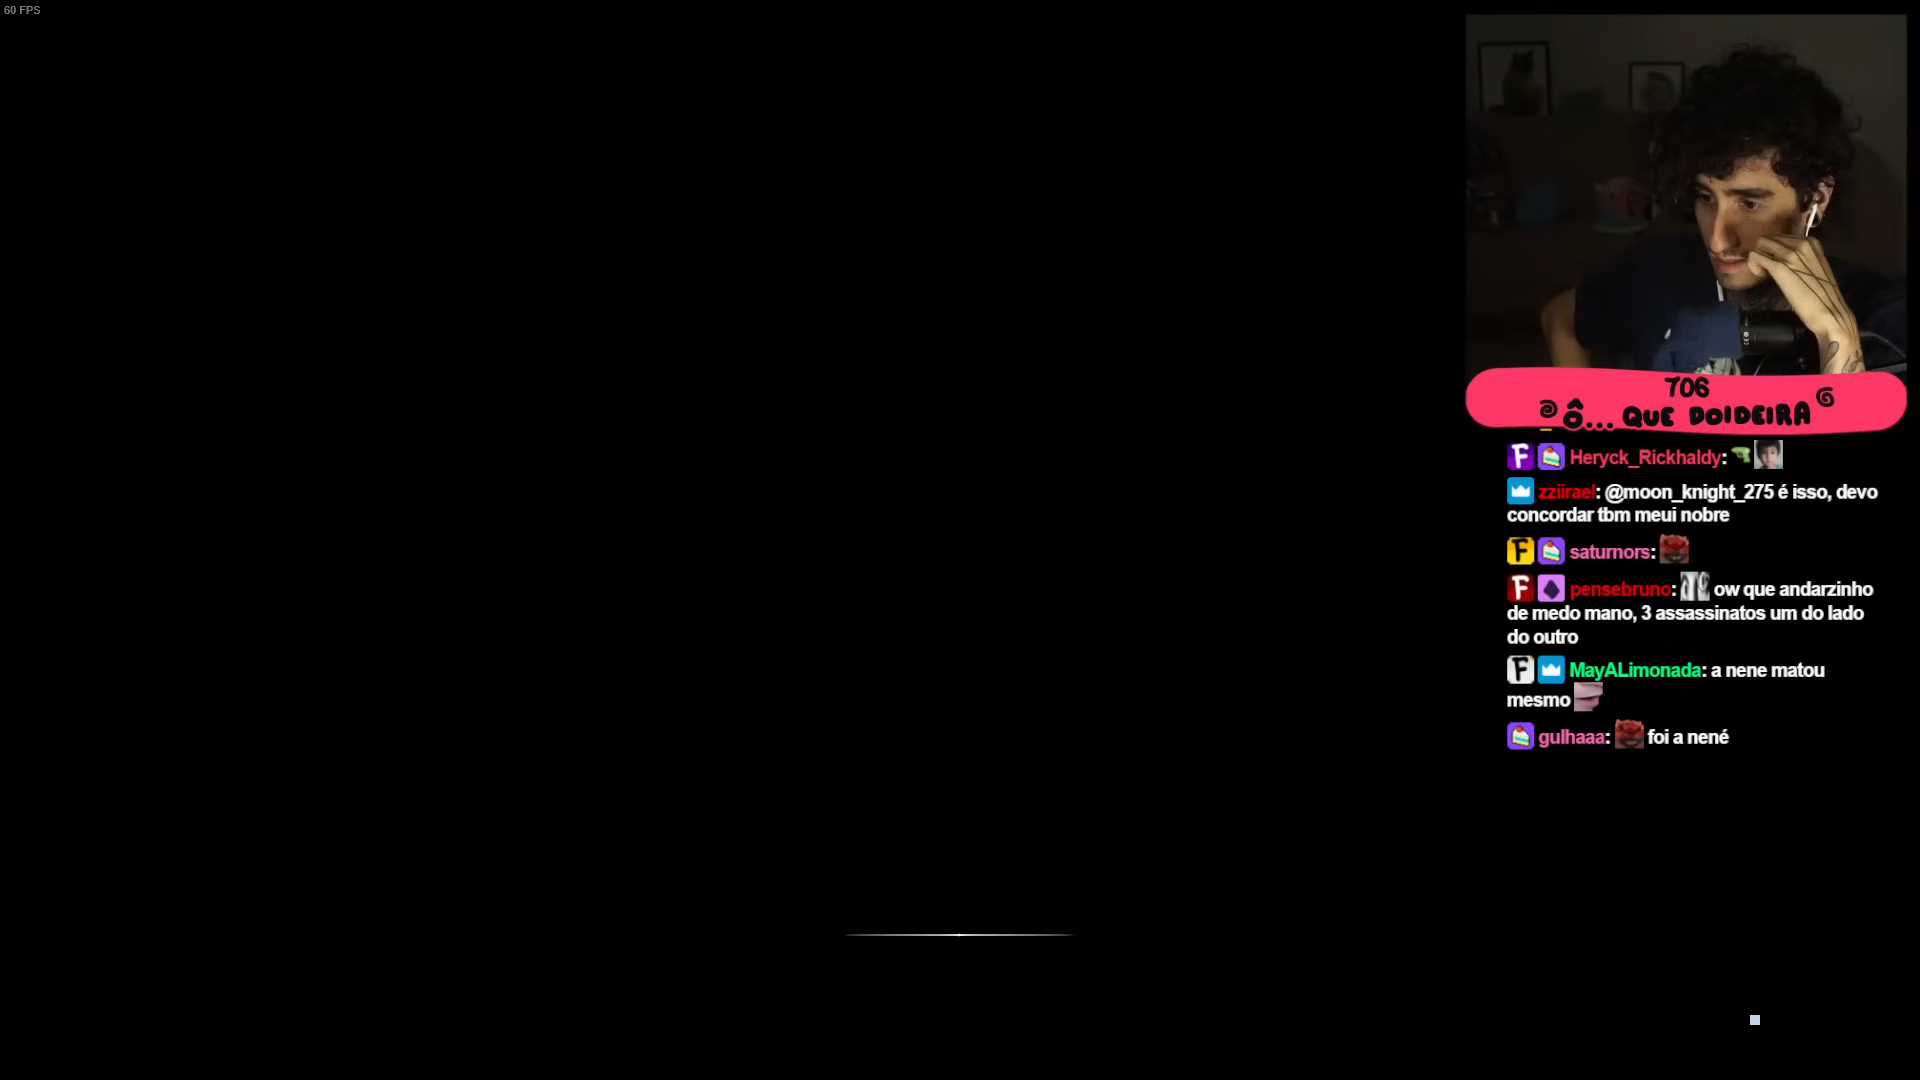 60 FPS
706
Ô... QUE DOIDEIRA
F Heryck_Rickhaldy:
zziirael: @moon_knight_275 é isso, devo
concordar tbm meui nobre
F saturnors:
F pensebruno: ow que andarzinho
de medo mano, 3 assassinatos um do lado
do outro
F MayALimonada: a nene matou
mesmo
gulhaaa: foi a nené